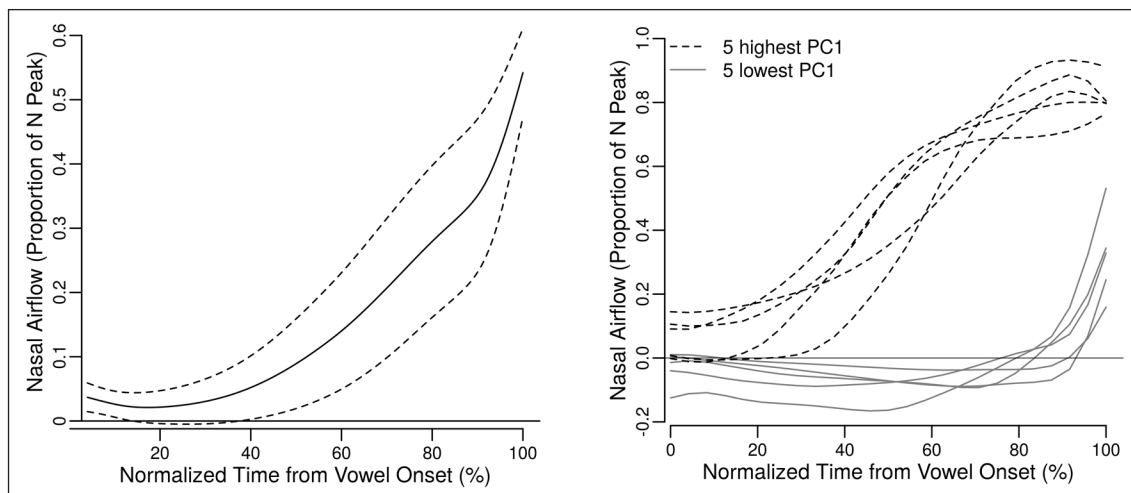 Nasal Airflow (Proportion of N Peak)
0.6
0.5
0.4
0.3
0.2
0.1
0
20 40 60 80 100
Normalized Time from Vowel Onset (%)
Nasal Airflow (Proportion of N Peak)
1.0
0.8
0.6
0.4
0.2
0.0
-0.2
5 highest PC1
5 lowest PC1
0 20 40 60 80 100
Normalized Time from Vowel Onset (%)